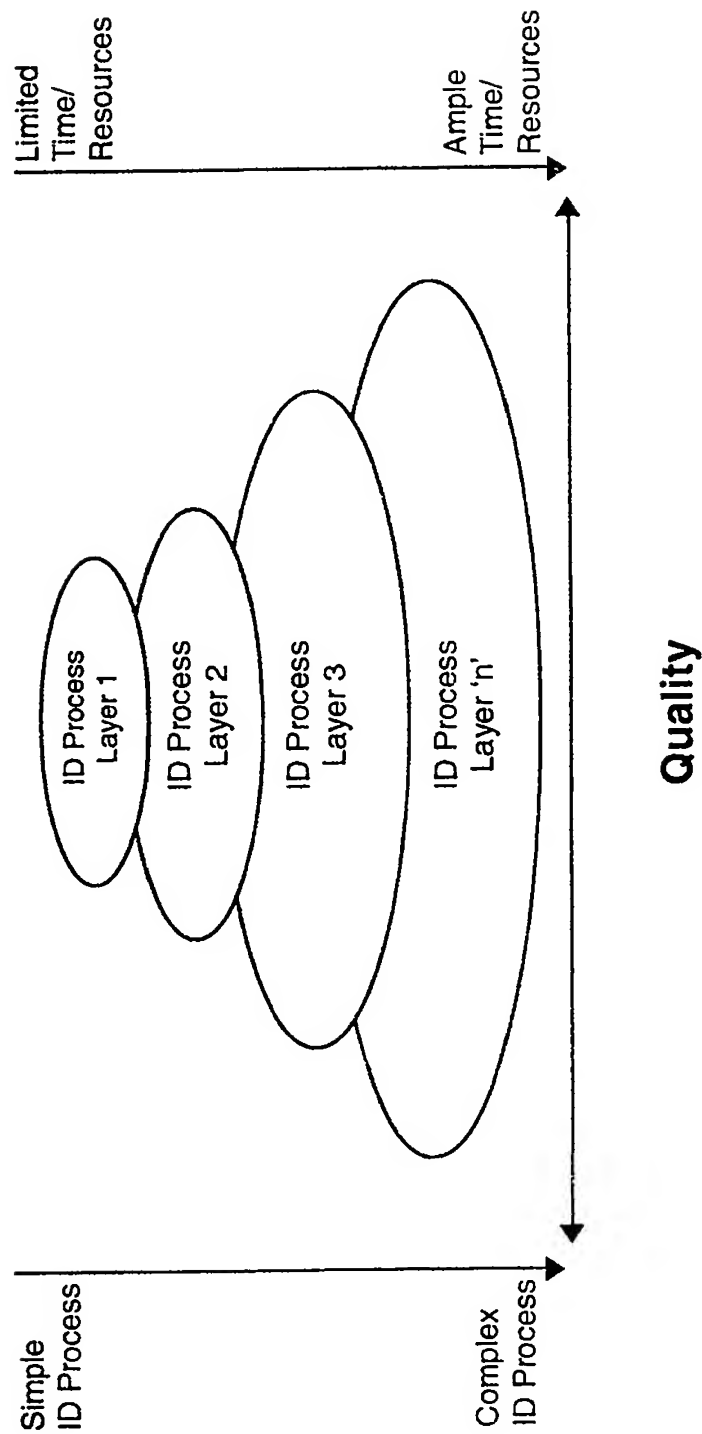 Simple
ID Process
Limited
Time/
Resources
ID Process
Layer 1
ID Process
Layer 2
ID Process
Layer 3
ID Process
Layer 'n'
Complex
ID Process
Ample
Time/
Resources
Quality